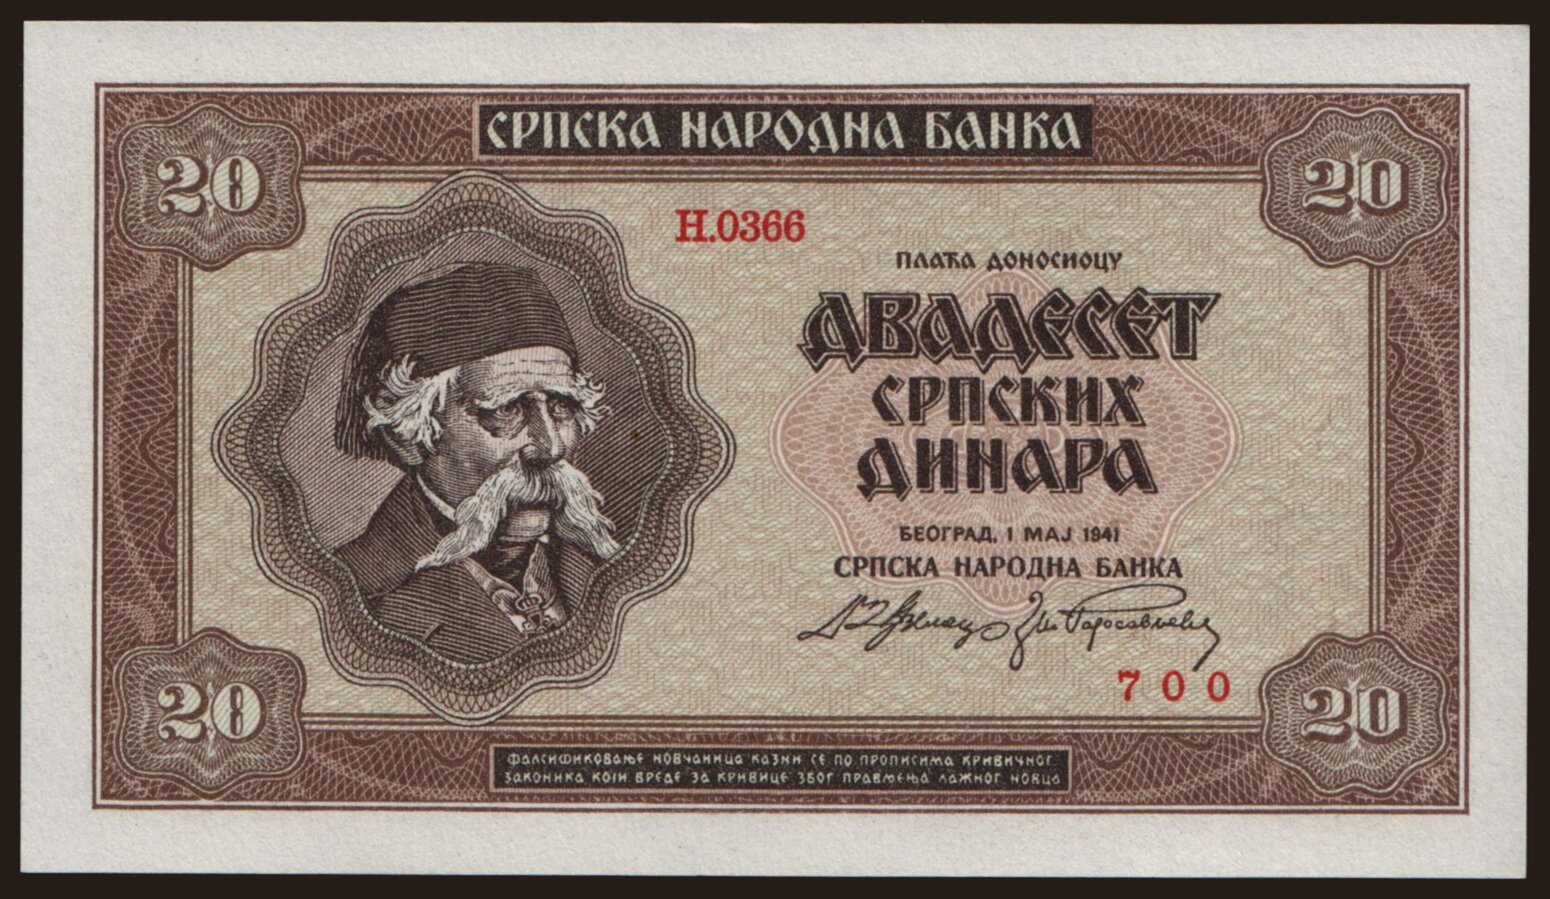 СРПСКА НАРОДНА БАНКА
20
20
Н.0366
ПЛАЋА ДОНОСИОЦУ
ДВАДЕСЕТ
СРПСКИХ
ДИНАРА
БЕОГРАД, 1 МАЈ 1941
СРПСКА НАРОДНА БАНКА
700
20
20
ФАЛСИФИКОВАЊЕ НОВЧАНИЦА КАЗНИ СЕ ПО ПРОПИСИМА КРИВИЧНОГ
ЗАКОНИКА КОЈИ ВРЕДЕ ЗА КРИВИЦЕ ЗБОГ ПРАВЉЕЊА ЛАЖНОГ НОВЦА